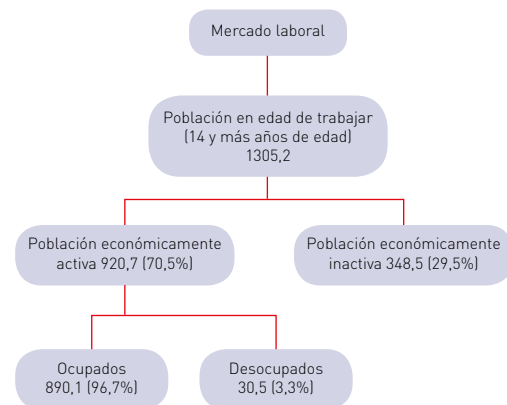 Mercado laboral
Población en edad de trabajar
(14 y más años de edad)
1305,2
Población económicamente
activa 920,7 (70,5%)
Población económicamente
inactiva 348,5 (29,5%)
Ocupados
890,1 (96,7%)
Desocupados
30,5 (3,3%)